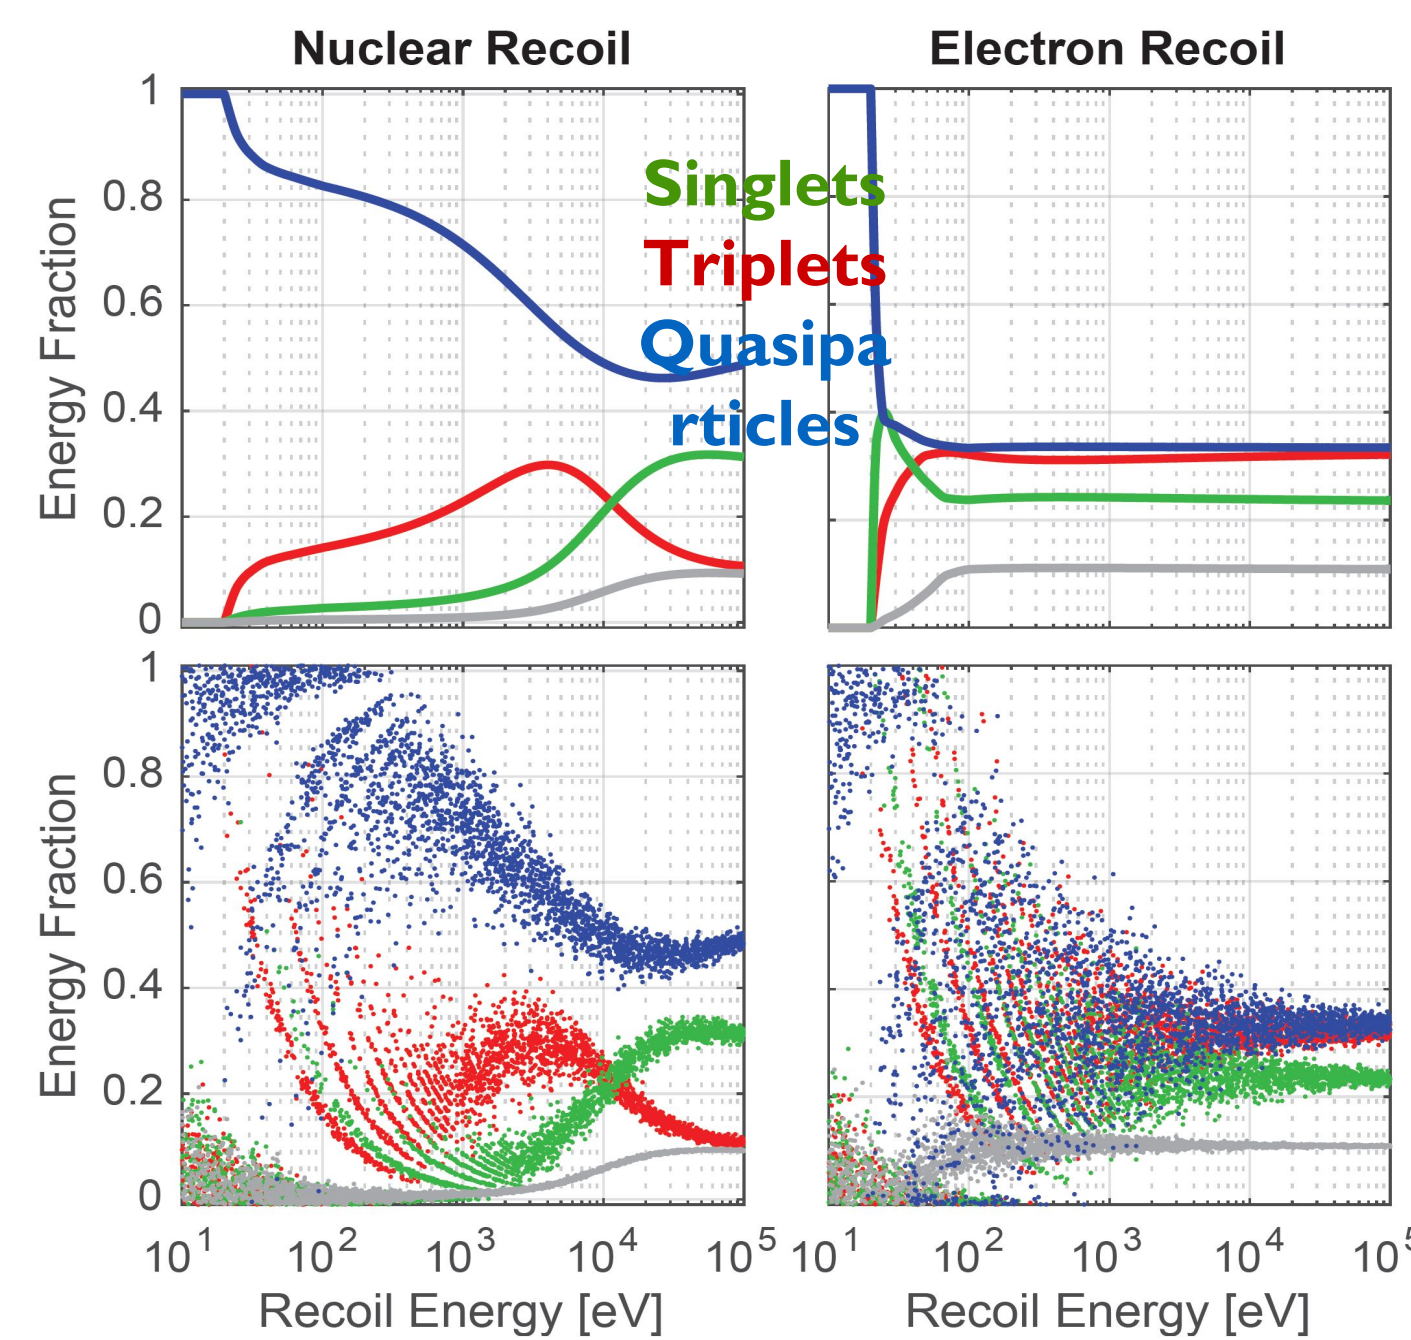 Nuclear Recoil
Electron Recoil
Singlets
Triplets
Quasipa
rticles
Energy Fraction
1
0.8
0.6
0.4
0.2
0
Energy Fraction
1
0.8
0.6
0.4
0.2
0
10¹ 10² 10³ 10⁴ 10⁵
10¹ 10² 10³ 10⁴ 10⁵
Recoil Energy [eV]
Recoil Energy [eV]